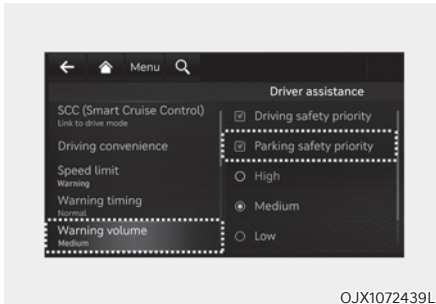 Menu
Driver assistance
SCC (Smart Cruise Control)
Link to drive mode
Driving convenience
Speed limit
Warning
Warning timing
Normal
Warning volume
Medium
Driving safety priority
Parking safety priority
High
Medium
Low
OJX1072439L